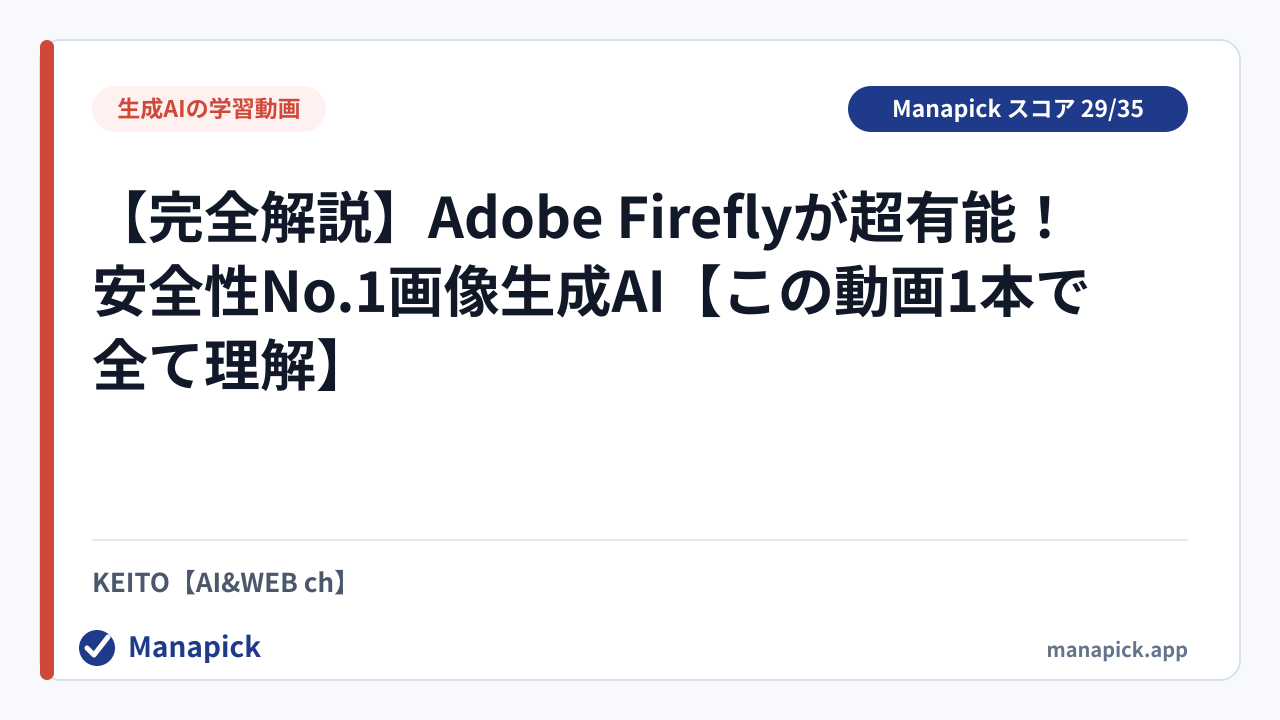 生成AIの学習動画
Manapick スコア 29/35
【完全解説】Adobe Fireflyが超有能！
安全性No.1画像生成AI【この動画1本で
全て理解】
KEITO【AI&WEB ch】
Manapick
manapick.app